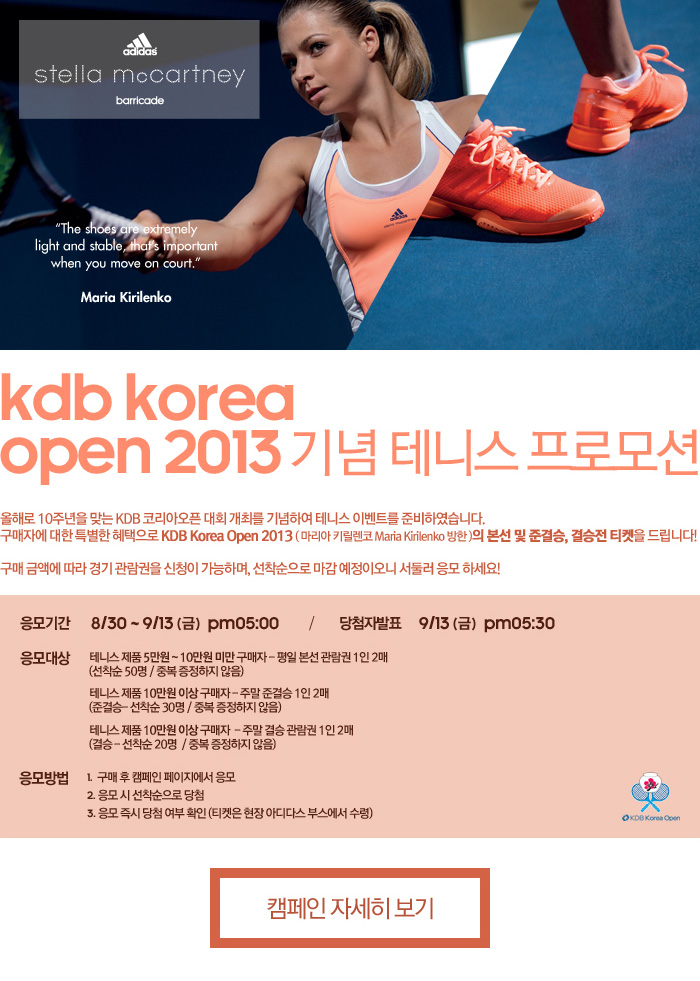 adidas
stella mccartney
barricade
“The shoes are extremely
light and stable, that's important
when you move on court.”
Maria Kirilenko
kdb korea
open 2013 기념 테니스 프로모션
올해로 10주년을 맞는 KDB 코리아오픈 대회 개최를 기념하여 테니스 이벤트를 준비하였습니다.
구매자에 대한 특별한 혜택으로 KDB Korea Open 2013 ( 마리아 키릴렌코 Maria Kirilenko 방한 )의 본선 및 준결승, 결승전 티켓을 드립니다!
구매 금액에 따라 경기 관람권을 신청이 가능하며, 선착순으로 마감 예정이오니 서둘러 응모 하세요!
응모기간 8/30 ~ 9/13 (금) pm05:00 / 당첨자발표 9/13 (금) pm05:30
응모대상 테니스 제품 5만원 ~ 10만원 미만 구매자 – 평일 본선 관람권 1인 2매
(선착순 50명 / 중복 증정하지 않음)
테니스 제품 10만원 이상 구매자 – 주말 준결승 1인 2매
(준결승– 선착순 30명 / 중복 증정하지 않음)
테니스 제품 10만원 이상 구매자 – 주말 결승 관람권 1인 2매
(결승 – 선착순 20명 / 중복 증정하지 않음)
응모방법 1. 구매 후 캠페인 페이지에서 응모
2. 응모 시 선착순으로 당첨
3. 응모 즉시 당첨 여부 확인 (티켓은 현장 아디다스 부스에서 수령)
KDB Korea Open
캠페인 자세히 보기